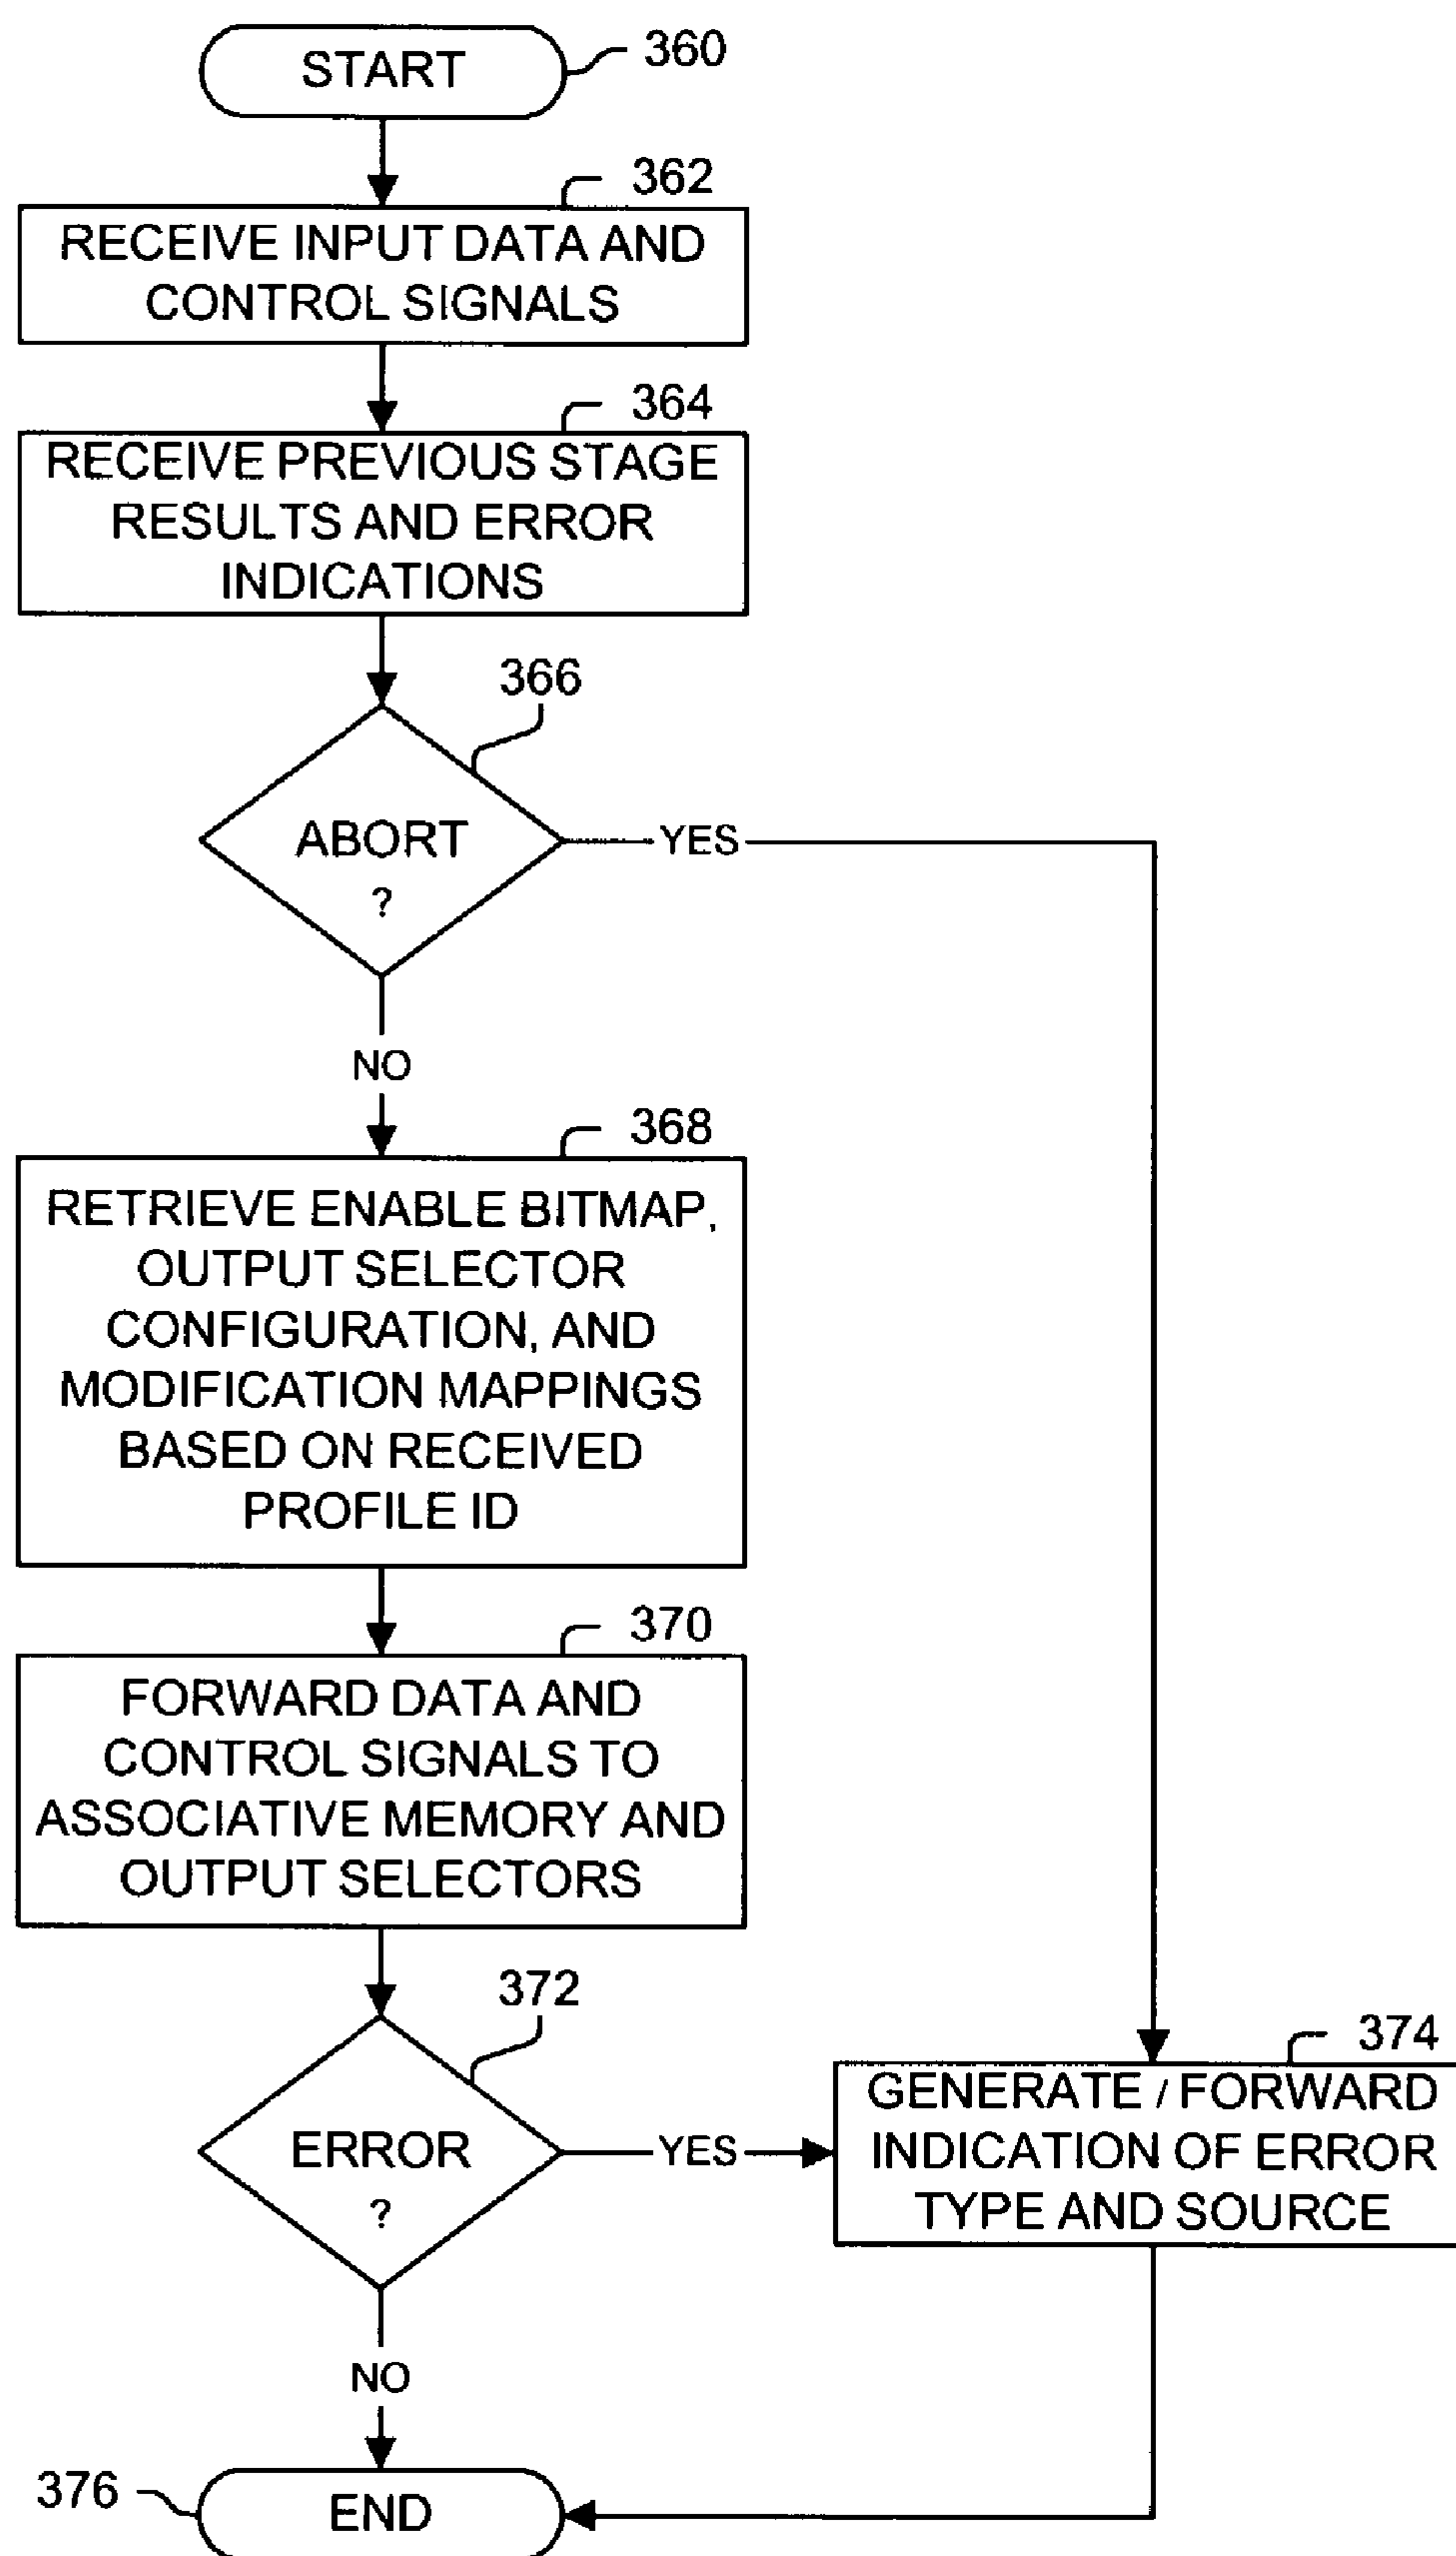 START
360
362
RECEIVE INPUT DATA AND
CONTROL SIGNALS
364
RECEIVE PREVIOUS STAGE
RESULTS AND ERROR
INDICATIONS
366
ABORT
?
YES
NO
368
RETRIEVE ENABLE BITMAP,
OUTPUT SELECTOR
CONFIGURATION, AND
MODIFICATION MAPPINGS
BASED ON RECEIVED
PROFILE ID
370
FORWARD DATA AND
CONTROL SIGNALS TO
ASSOCIATIVE MEMORY AND
OUTPUT SELECTORS
372
ERROR
?
YES
374
GENERATE / FORWARD
INDICATION OF ERROR
TYPE AND SOURCE
NO
376
END